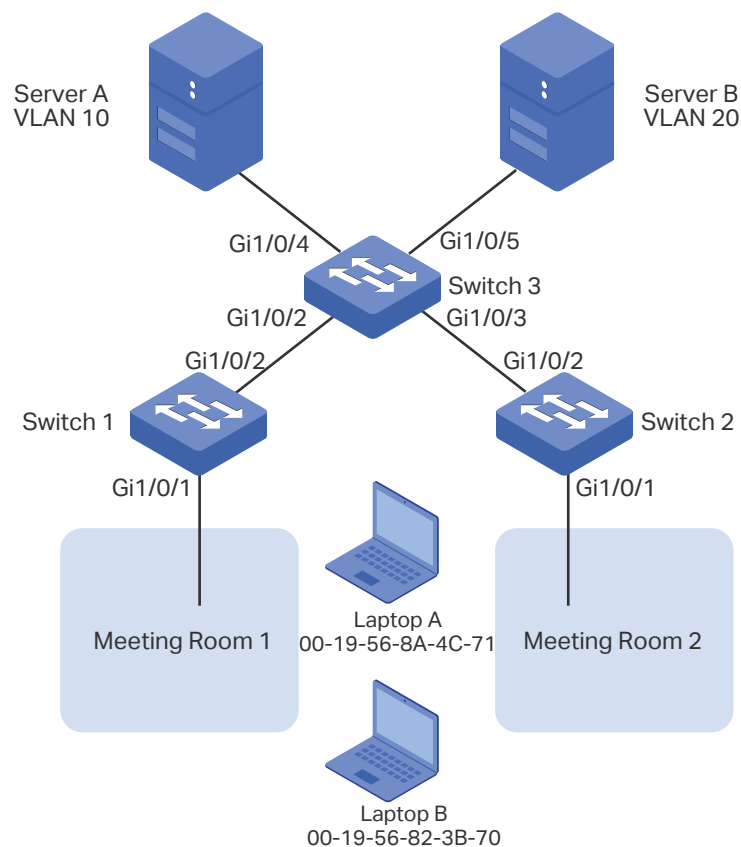 Server A
VLAN 10
Server B
VLAN 20
Gi1/0/4
Gi1/0/5
Switch 3
Gi1/0/2
Gi1/0/3
Gi1/0/2
Gi1/0/2
Switch 1
Switch 2
Gi1/0/1
Gi1/0/1
Meeting Room 1
Laptop A
00-19-56-8A-4C-71
Meeting Room 2
Laptop B
00-19-56-82-3B-70